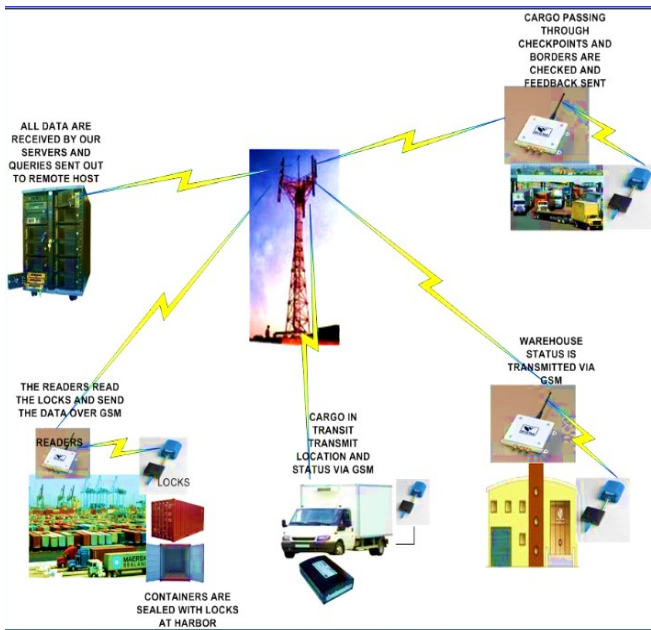 CARGO PASSING
THROUGH
CHECKPOINTS AND
BORDERS ARE
CHECKED AND
FEEDBACK SENT
ALL DATA ARE
RECEIVED BY OUR
SERVERS AND
QUERIES SENT OUT
TO REMOTE HOST
WAREHOUSE
STATUS IS
TRANSMITTED VIA
GSM
THE READERS READ
THE LOCKS AND SEND
THE DATA OVER GSM
READERS
LOCKS
CARGO IN
TRANSIT
TRANSMIT
LOCATION AND
STATUS VIA GSM
MAERSK
SEALAND
CONTAINERS ARE
SEALED WITH LOCKS
AT HARBOR